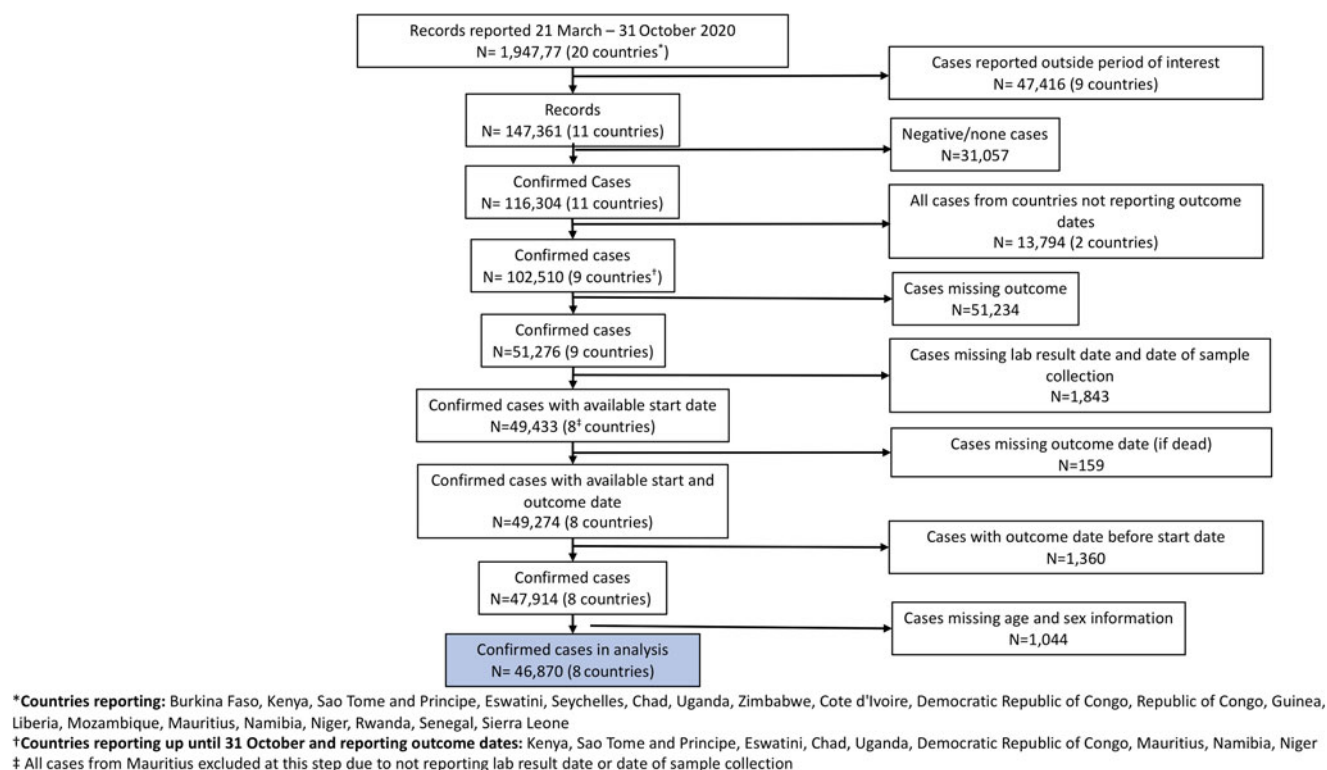 Records reported 21 March – 31 October 2020
N= 1,947,77 (20 countries*)
Cases reported outside period of interest
N= 47,416 (9 countries)
Records
N= 147,361 (11 countries)
Negative/none cases
N=31,057
Confirmed Cases
N= 116,304 (11 countries)
All cases from countries not reporting outcome
dates
N= 13,794 (2 countries)
Confirmed cases
N= 102,510 (9 countries†)
Cases missing outcome
N=51,234
Confirmed cases
N=51,276 (9 countries)
Cases missing lab result date and date of sample
collection
N=1,843
Confirmed cases with available start date
N=49,433 (8‡ countries)
Cases missing outcome date (if dead)
N=159
Confirmed cases with available start and
outcome date
N=49,274 (8 countries)
Cases with outcome date before start date
N=1,360
Confirmed cases
N=47,914 (8 countries)
Cases missing age and sex information
N=1,044
Confirmed cases in analysis
N= 46,870 (8 countries)
*Countries reporting: Burkina Faso, Kenya, Sao Tome and Principe, Eswatini, Seychelles, Chad, Uganda, Zimbabwe, Cote d'Ivoire, Democratic Republic of Congo, Republic of Congo, Guinea,
Liberia, Mozambique, Mauritius, Namibia, Niger, Rwanda, Senegal, Sierra Leone
†Countries reporting up until 31 October and reporting outcome dates: Kenya, Sao Tome and Principe, Eswatini, Chad, Uganda, Democratic Republic of Congo, Mauritius, Namibia, Niger
‡ All cases from Mauritius excluded at this step due to not reporting lab result date or date of sample collection